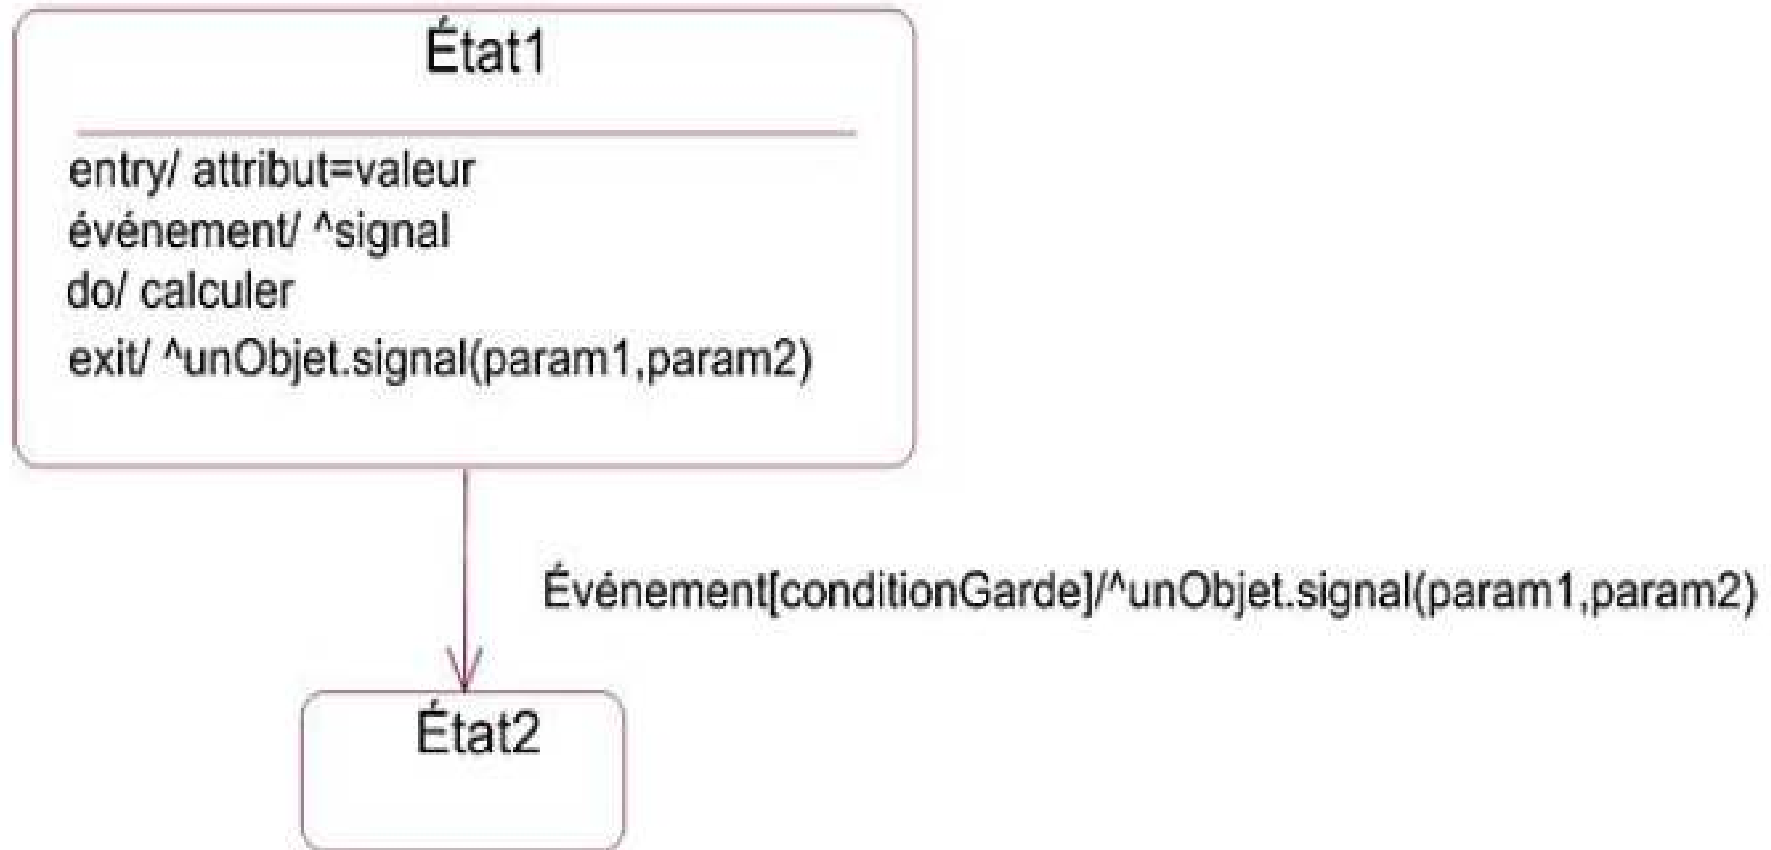 État1
entry/ attribut=valeur
événement/ ^signal
do/ calculer
exit/ ^unObjet.signal(param1,param2)
Événement[conditionGarde]/^unObjet.signal(param1,param2)
État2